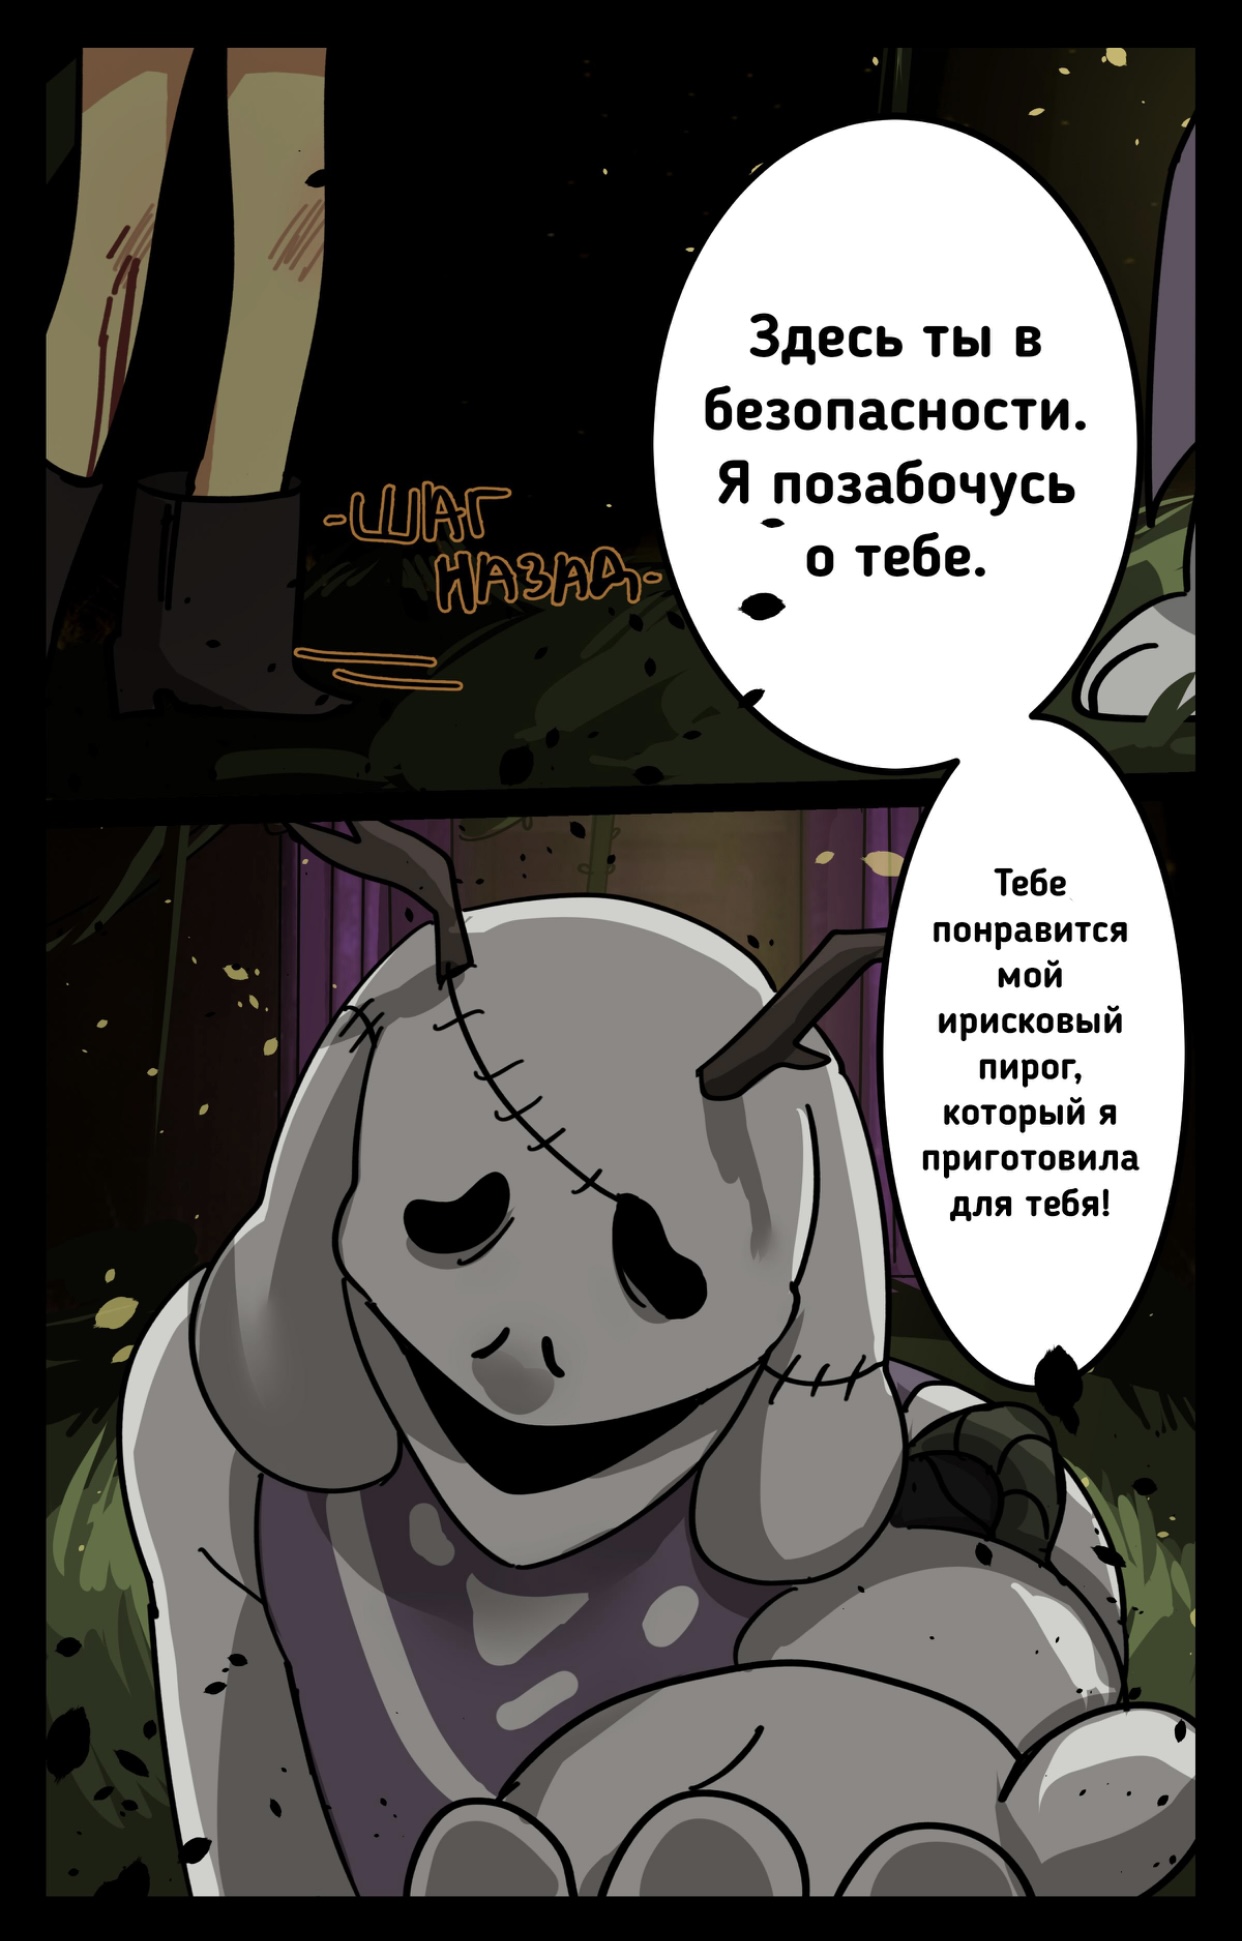 Здесь ты в
безопасности.
Я позабочусь
о тебе.
-ШАГ
НАЗАД-
Тебе
понравится
мой
ирисковый
пирог,
который я
приготовила
для тебя!